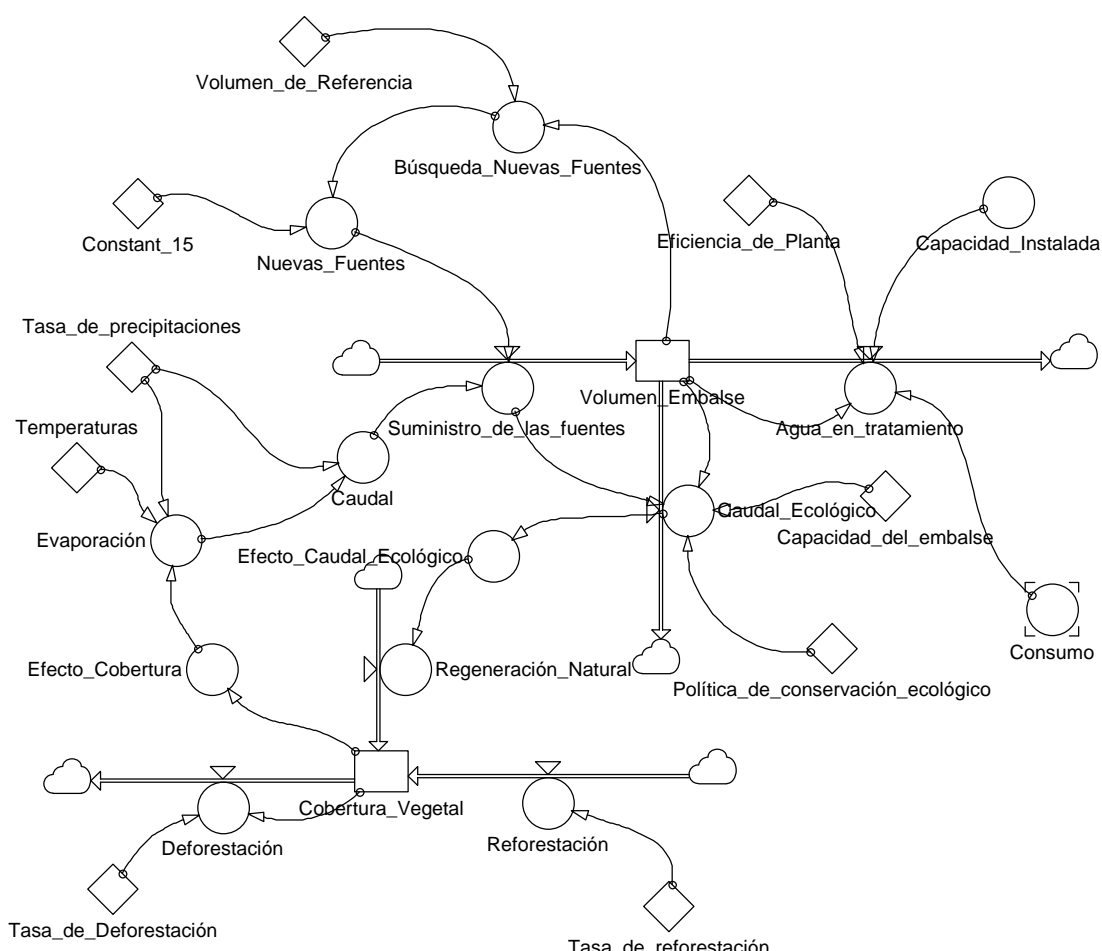 Volumen_de_Referencia
Búsqueda_Nuevas_Fuentes
Constant_15
Nuevas_Fuentes
Eficiencia_de_Planta
Capacidad_Instalada
Tasa_de_precipitaciones
Volumen_Embalse
Temperaturas
Suministro_de_las_fuentes
Agua_en_tratamiento
Caudal
Caudal_Ecológico
Evaporación
Capacidad_del_embalse
Efecto_Caudal_Ecológico
Consumo
Efecto_Cobertura
Regeneración_Natural
Política_de_conservación_ecológico
Cobertura_Vegetal
Deforestación
Reforestación
Tasa_de_Deforestación
Tasa_de_reforestación